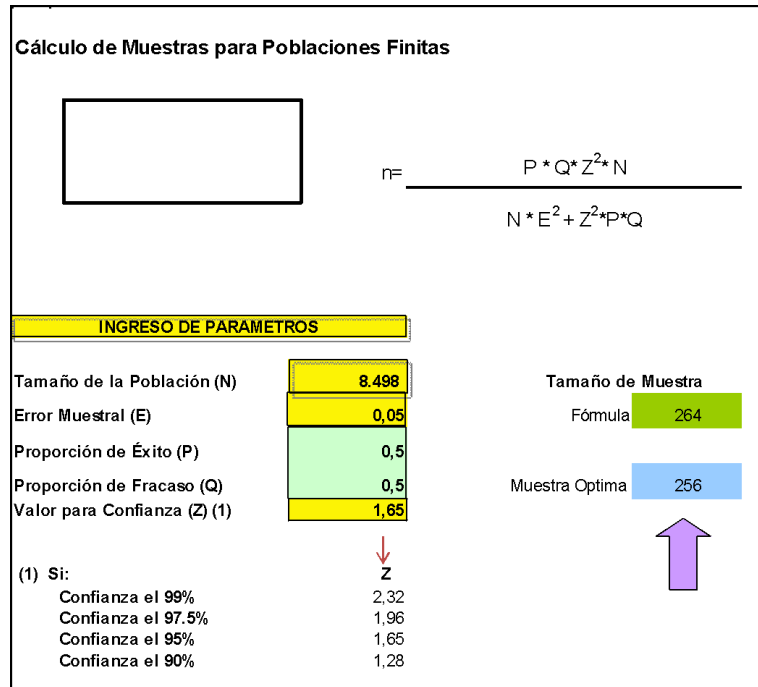 Cálculo de Muestras para Poblaciones Finitas
n=
P * Q* Z²* N
N * E² + Z²*P*Q
INGRESO DE PARAMETROS
Tamaño de la Población (N) 8.498
Tamaño de Muestra
Error Muestral (E) 0,05
Fórmula 264
Proporción de Éxito (P) 0,5
Proporción de Fracaso (Q) 0,5
Muestra Optima 256
Valor para Confianza (Z) (1) 1,65
(1) Si: Z
Confianza el 99% 2,32
Confianza el 97.5% 1,96
Confianza el 95% 1,65
Confianza el 90% 1,28